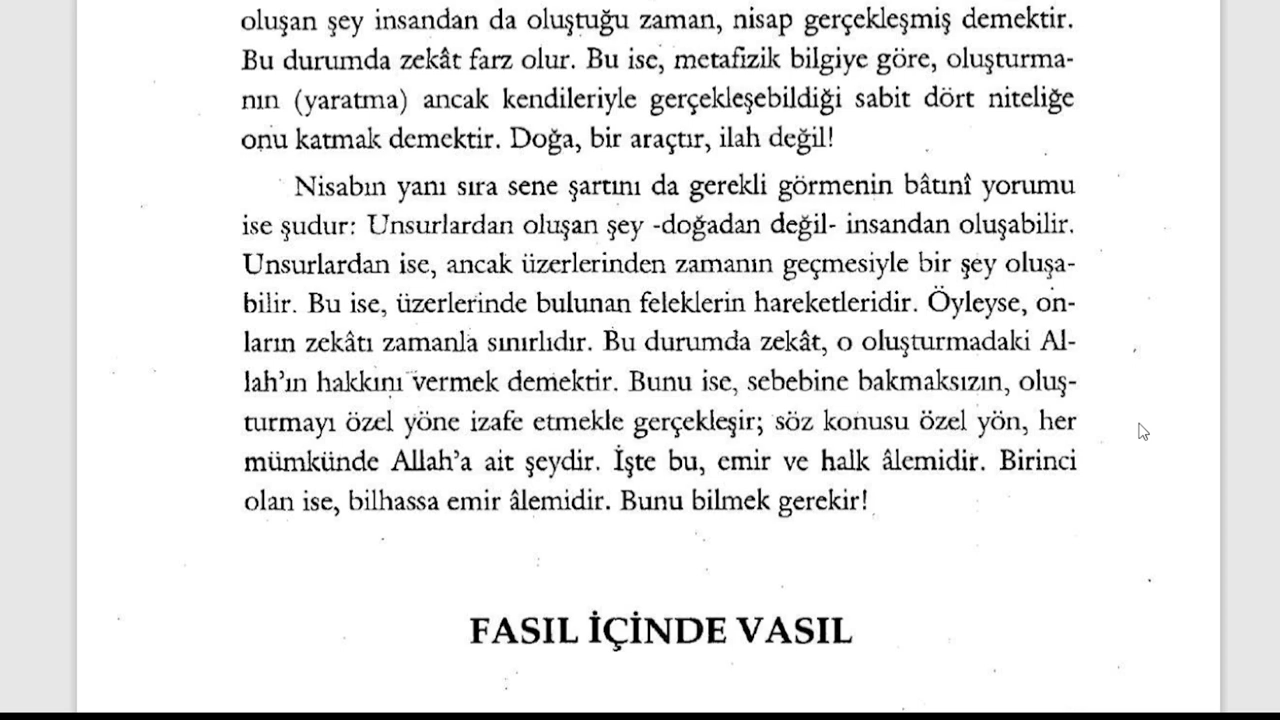 oluşan şey insandan da oluştuğu zaman, nisap gerçekleşmiş demektir.
Bu durumda zekât farz olur. Bu ise, metafizik bilgiye göre, oluşturma-
nın (yaratma) ancak kendileriyle gerçekleşebildiği sabit dört niteliğe
onu katmak demektir. Doğa, bir araçtır, ilah değil!
Nisabın yanı sıra sene şartını da gerekli görmenin bâtınî yorumu
ise şudur: Unsurlardan oluşan şey -doğadan değil- insandan oluşabilir.
Unsurlardan ise, ancak üzerlerinden zamanın geçmesiyle bir şey oluşa-
bilir. Bu ise, üzerlerinde bulunan feleklerin hareketleridir. Öyleyse, on-
ların zekâtı zamanla sınırlıdır. Bu durumda zekât, o oluşturmadaki Al-
lah'ın hakkını vermek demektir. Bunu ise, sebebine bakmaksızın, oluş-
turmayı özel yöne izafe etmekle gerçekleşir; söz konusu özel yön, her
mümkünde Allah'a ait şeydir. İşte bu, emir ve halk âlemidir. Birinci
olan ise, bilhassa emir âlemidir. Bunu bilmek gerekir!
FASIL İÇİNDE VASIL